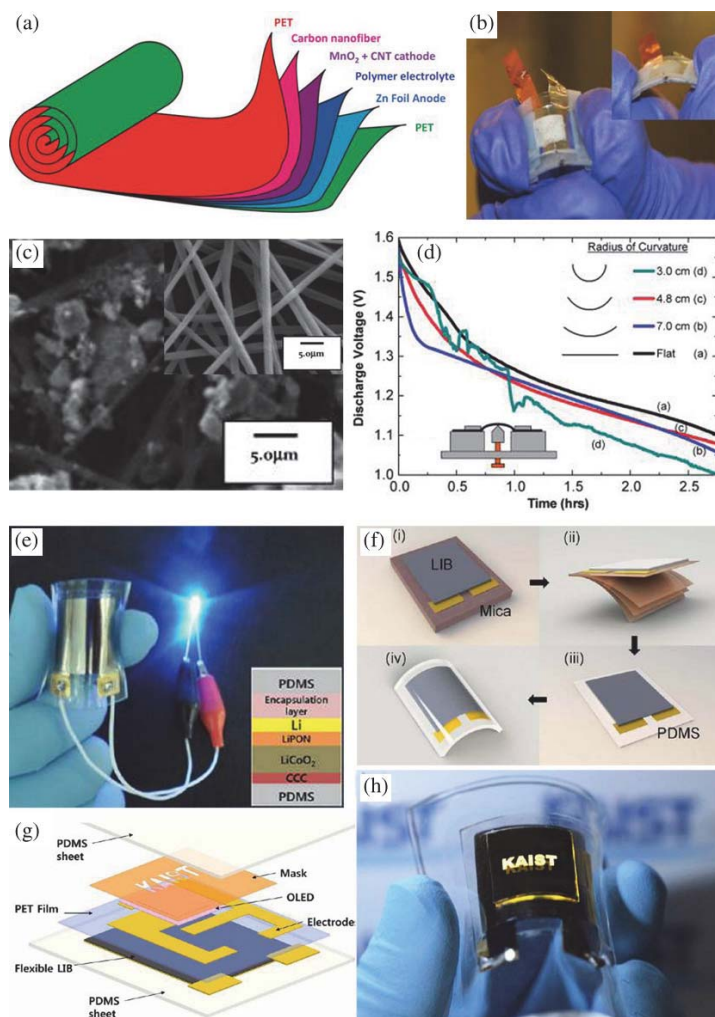 (a)
PET
Carbon nanofiber
MnO₂ + CNT cathode
Polymer electrolyte
Zn Foil Anode
PET
(b)
(c)
5.0μm
5.0μm
(d)
Radius of Curvature
3.0 cm (d)
4.8 cm (c)
7.0 cm (b)
Flat (a)
Discharge Voltage (V)
1.6
1.5
1.4
1.3
1.2
1.1
1.0
(a)
(c)
(b)
(d)
0.0 0.5 1.0 1.5 2.0 2.5
Time (hrs)
(e)
PDMS
Encapsulation
layer
Li
LiPON
LiCoO₂
CCC
PDMS
(f)
(i)
LIB
Mica
(ii)
(iv)
(iii)
PDMS
(g)
PDMS
sheet
KAIST
Mask
OLED
PET Film
Electrodes
Flexible LIB
PDMS
sheet
(h)
KAIST